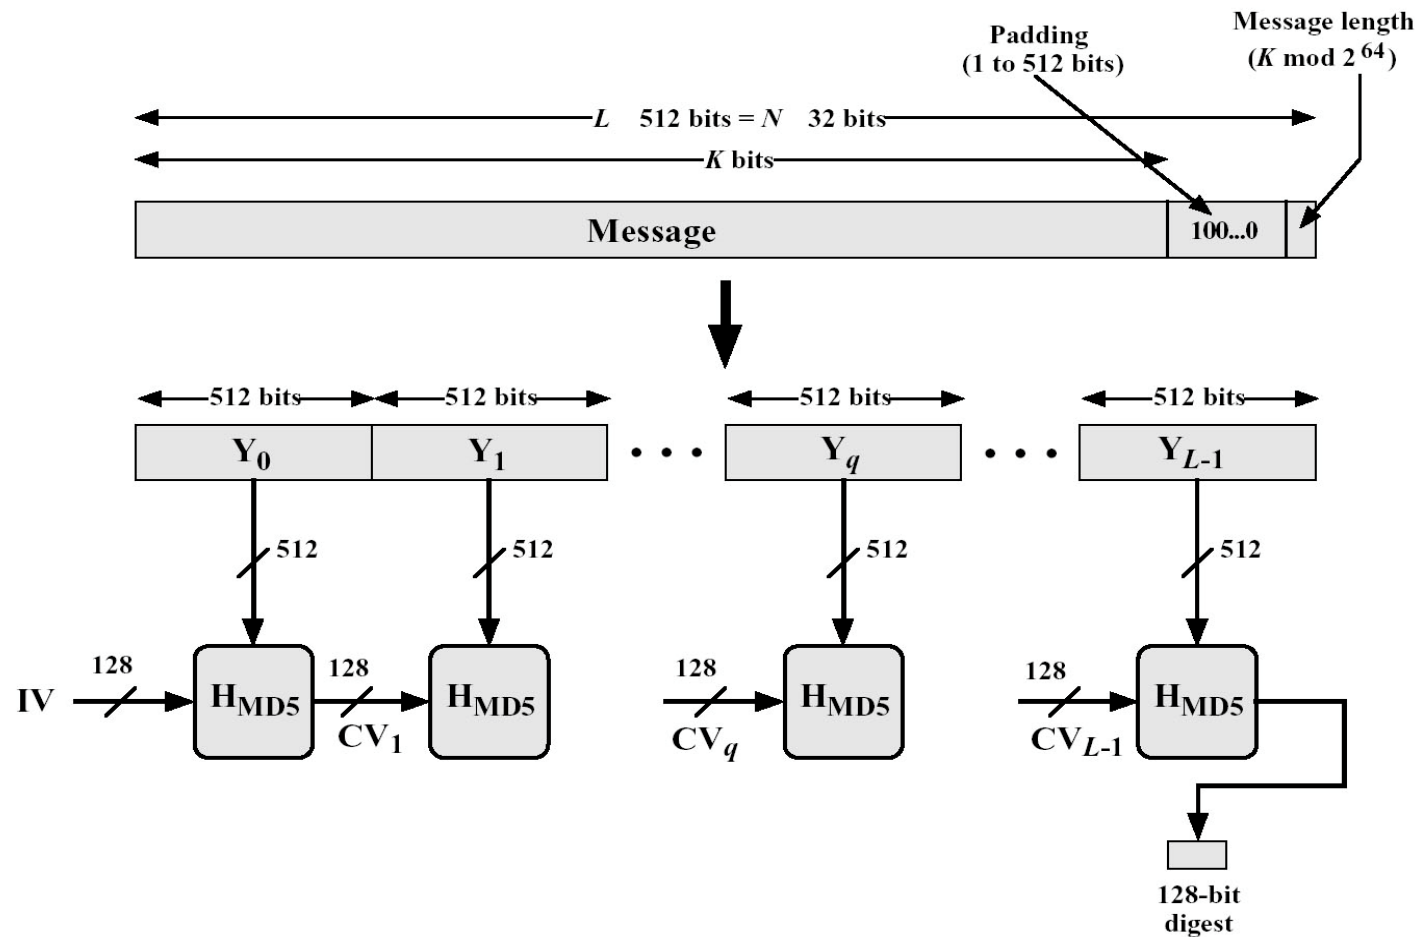 Padding
(1 to 512 bits)
Message length
(K mod 2^64)
L 512 bits = N 32 bits
K bits
Message
100...0
512 bits
512 bits
512 bits
512 bits
Y0
Y1
• • •
Yq
• • •
YL-1
512
512
512
512
IV
128
HMD5
128
CV1
HMD5
128
CVq
HMD5
128
CVL-1
HMD5
128-bit
digest